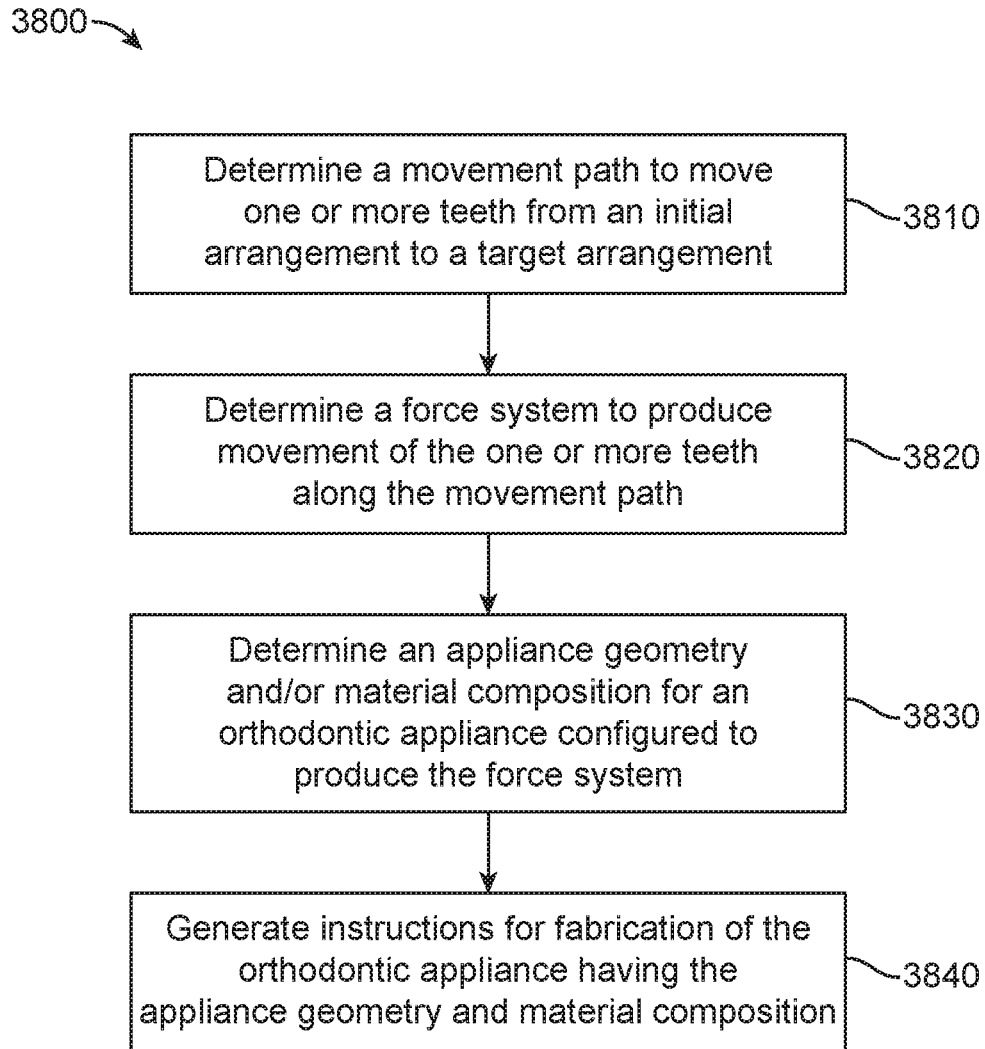 3800
Determine a movement path to move
one or more teeth from an initial
arrangement to a target arrangement
3810
Determine a force system to produce
movement of the one or more teeth
along the movement path
3820
Determine an appliance geometry
and/or material composition for an
orthodontic appliance configured to
produce the force system
3830
Generate instructions for fabrication of the
orthodontic appliance having the
appliance geometry and material composition
3840